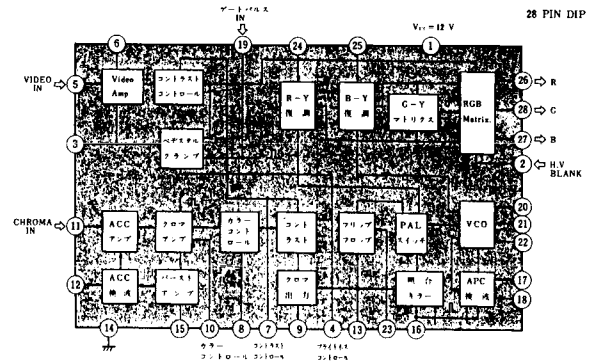 ゲートパルス
IN
28 PIN DIP
Vcc=12 V
6
19
24
25
1
VIDEO
IN
5
Video
Amp
コントラスト
コントロール
R-Y
復調
B-Y
復調
G-Y
マトリクス
RGB
Matrix.
26
R
28
G
27
B
3
ペデスタル
クランプ
2
H.V
BLANK
CHROMA
IN
11
ACC
アンプ
クロマ
アンプ
カラー
コント
ロール
コント
ラスト
フリップ
フロップ
PAL
スイッチ
VCO
20
21
22
12
ACC
検波
バースト
アンプ
クロマ
出力
キラー
APC
検波
17
18
14
15
10
8
7
9
4
13
23
16
カラー
コントロール
コントラスト
コントロール
ブライトネス
コントロール